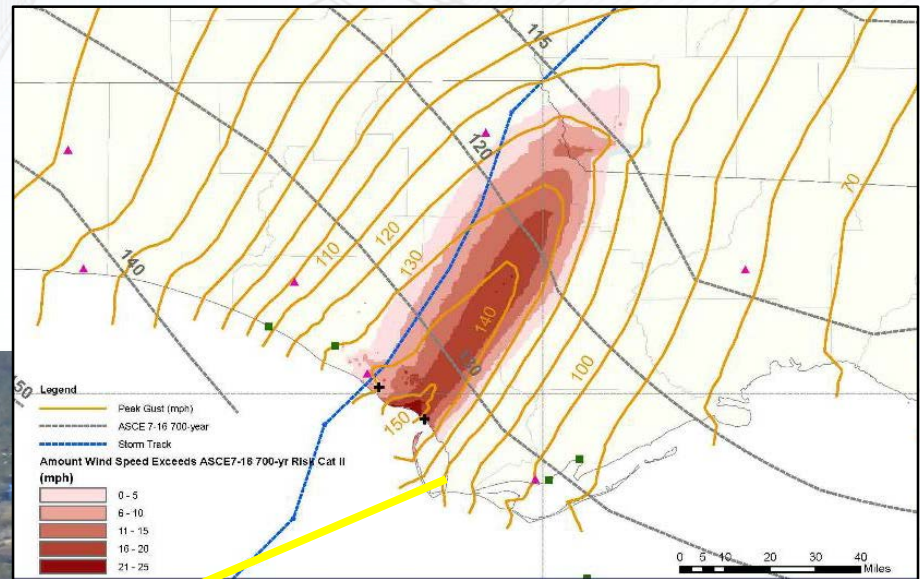 115
120
70
120
110
130
140
140
130
100
150
150
Legend
Peak Gust (mph)
ASCE 7-16 700-year
Storm Track
Amount Wind Speed Exceeds ASCE7-16 700-yr Risk Cat II
(mph)
0 - 5
6 - 10
11 - 15
16 - 20
21 - 25
0 5 10 20 30 40
Miles